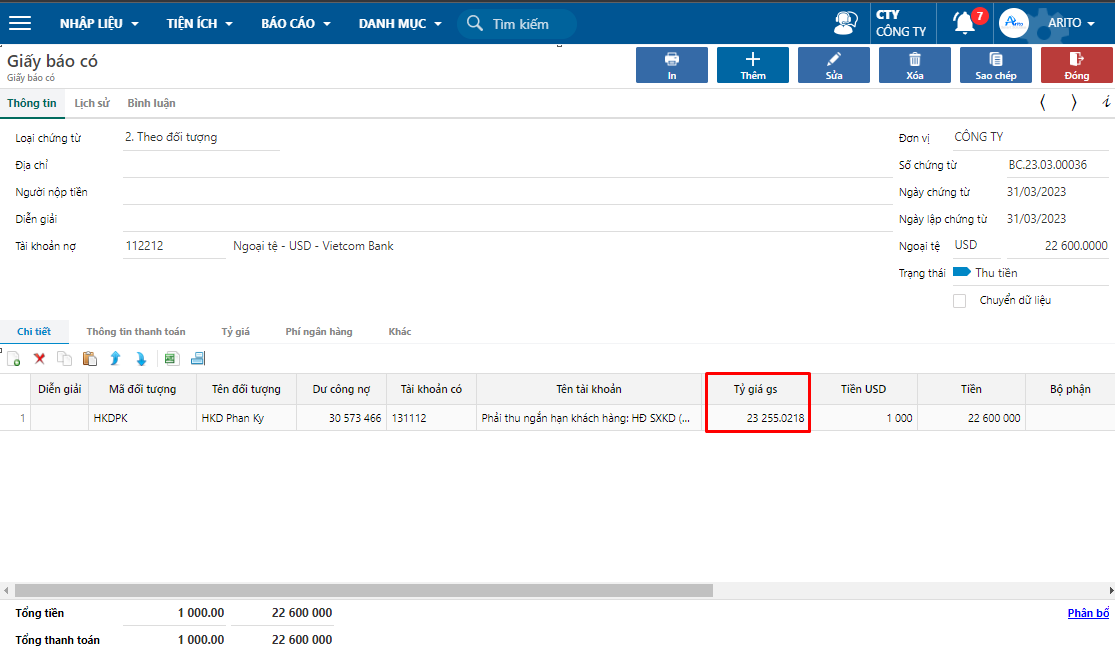 NHẬP LIỆU TIỆN ÍCH BÁO CÁO DANH MỤC Tìm kiếm CTY CÔNG TY 7 Arito ARITO
Giấy báo có
Giấy báo có
In Thêm Sửa Xóa Sao chép Đóng
Thông tin Lịch sử Bình luận
Loại chứng từ 2. Theo đối tượng Đơn vị CÔNG TY
Địa chỉ Số chứng từ BC.23.03.00036
Người nộp tiền Ngày chứng từ 31/03/2023
Diễn giải Ngày lập chứng từ 31/03/2023
Tài khoản nợ 112212 Ngoại tệ - USD - Vietcom Bank Ngoại tệ USD 22 600.0000
Trạng thái Thu tiền
Chuyển dữ liệu
Chi tiết Thông tin thanh toán Tỷ giá Phí ngân hàng Khác
Diễn giải Mã đối tượng Tên đối tượng Dư công nợ Tài khoản có Tên tài khoản Tỷ giá gs Tiền USD Tiền Bộ phận
1 HKDPK HKD Phan Ky 30 573 466 131112 Phải thu ngắn hạn khách hàng: HĐ SXKD (... 23 255.0218 1 000 22 600 000
Tổng tiền 1 000.00 22 600 000 Phân bổ
Tổng thanh toán 1 000.00 22 600 000